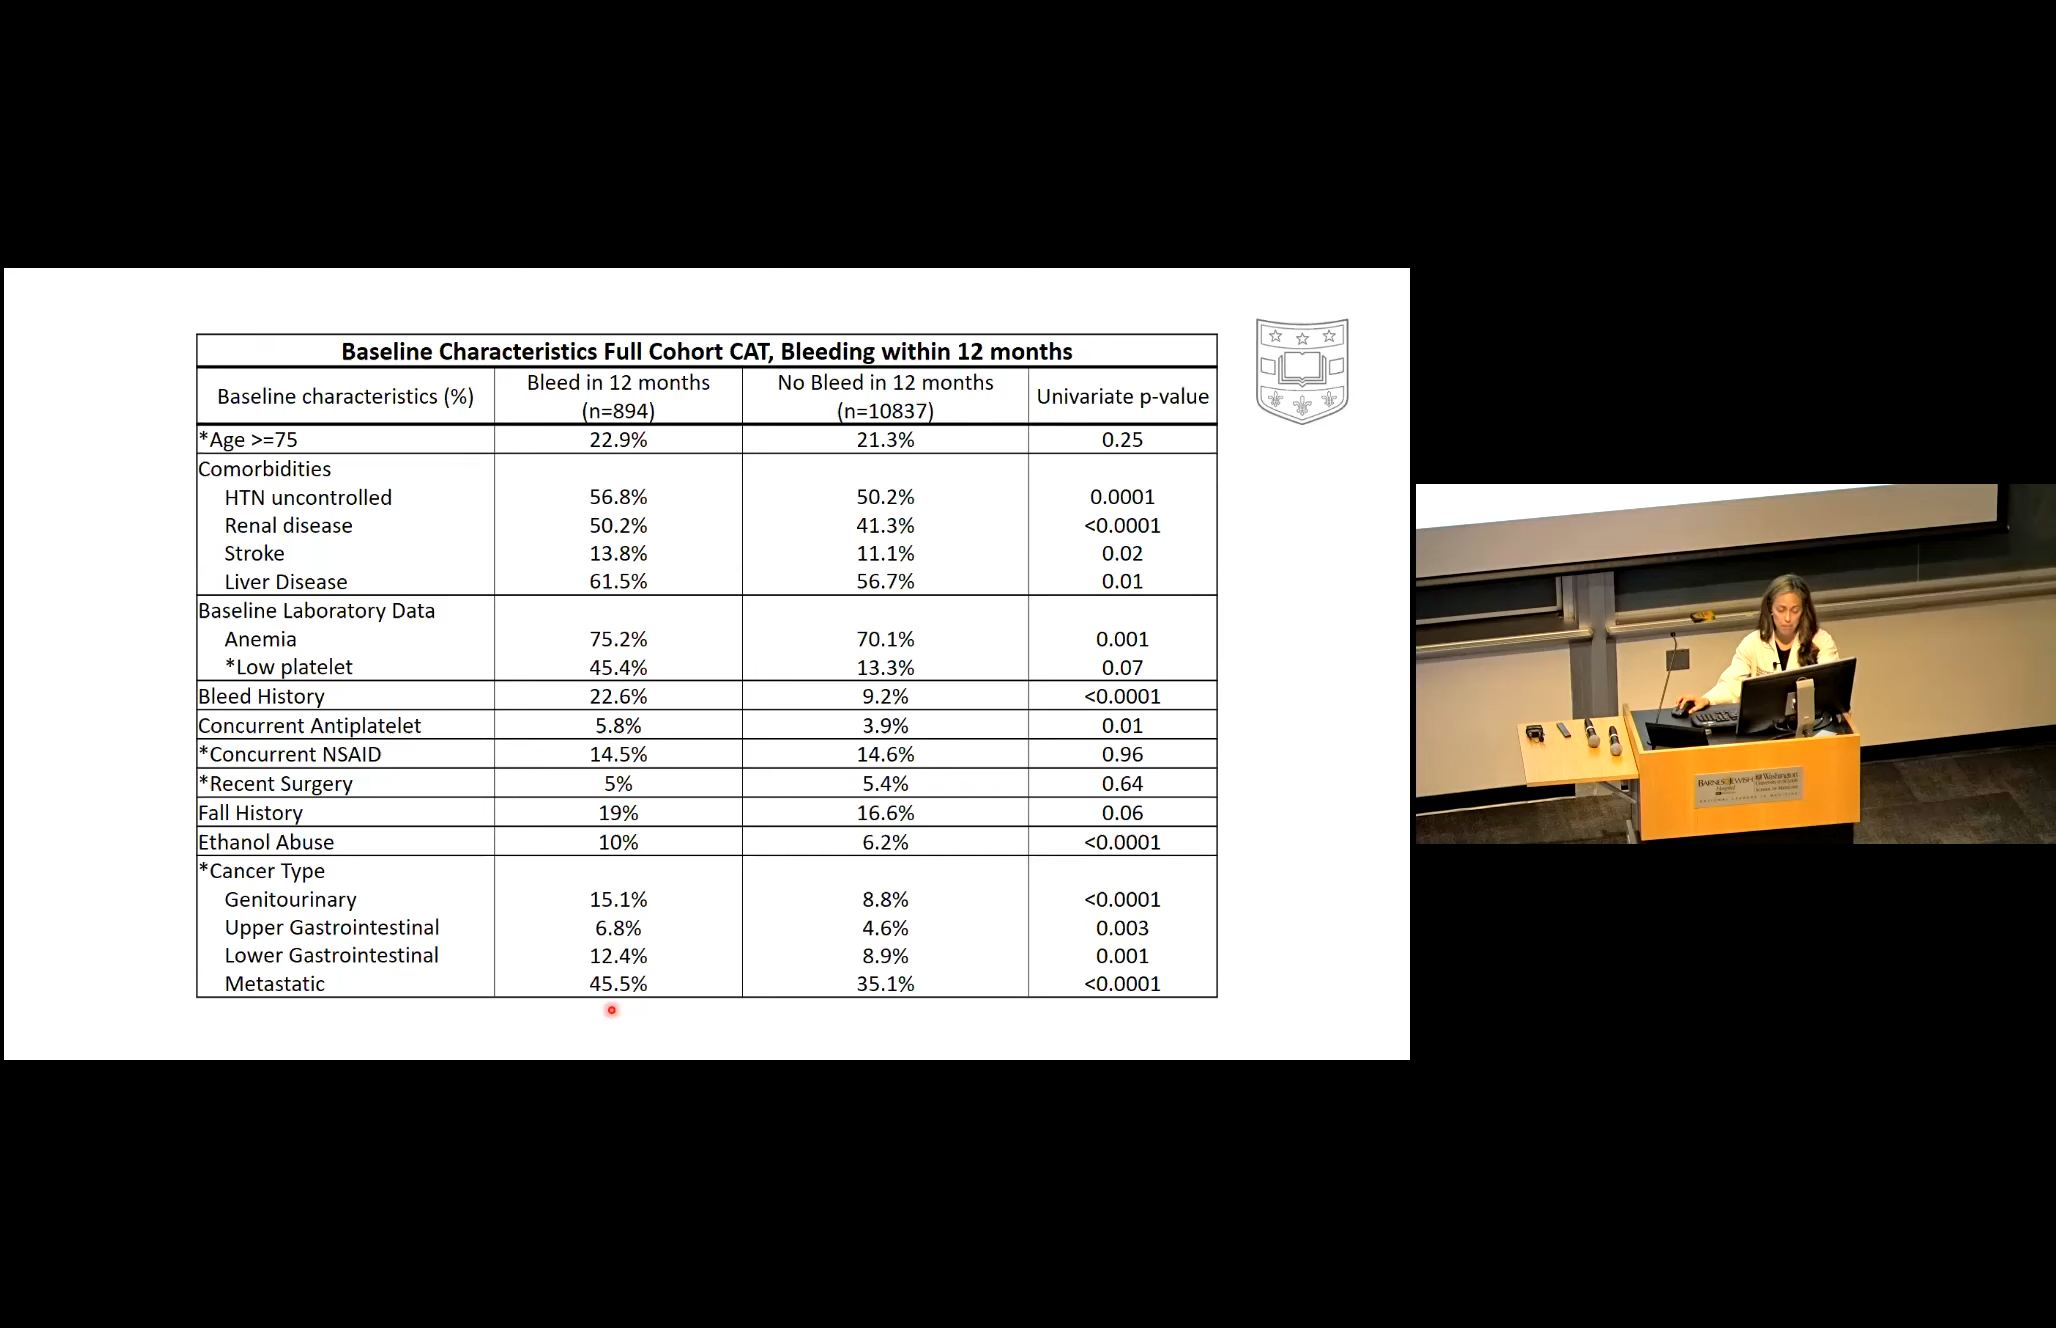 Baseline Characteristics Full Cohort CAT, Bleeding within 12 months
Baseline characteristics (%) Bleed in 12 months (n=894) No Bleed in 12 months (n=10837) Univariate p-value
*Age >=75 22.9% 21.3% 0.25
Comorbidities
HTN uncontrolled 56.8% 50.2% 0.0001
Renal disease 50.2% 41.3% <0.0001
Stroke 13.8% 11.1% 0.02
Liver Disease 61.5% 56.7% 0.01
Baseline Laboratory Data
Anemia 75.2% 70.1% 0.001
*Low platelet 45.4% 13.3% 0.07
Bleed History 22.6% 9.2% <0.0001
Concurrent Antiplatelet 5.8% 3.9% 0.01
*Concurrent NSAID 14.5% 14.6% 0.96
*Recent Surgery 5% 5.4% 0.64
Fall History 19% 16.6% 0.06
Ethanol Abuse 10% 6.2% <0.0001
*Cancer Type
Genitourinary 15.1% 8.8% <0.0001
Upper Gastrointestinal 6.8% 4.6% 0.003
Lower Gastrointestinal 12.4% 8.9% 0.001
Metastatic 45.5% 35.1% <0.0001
BARNES JEWISH Washington
Hospital